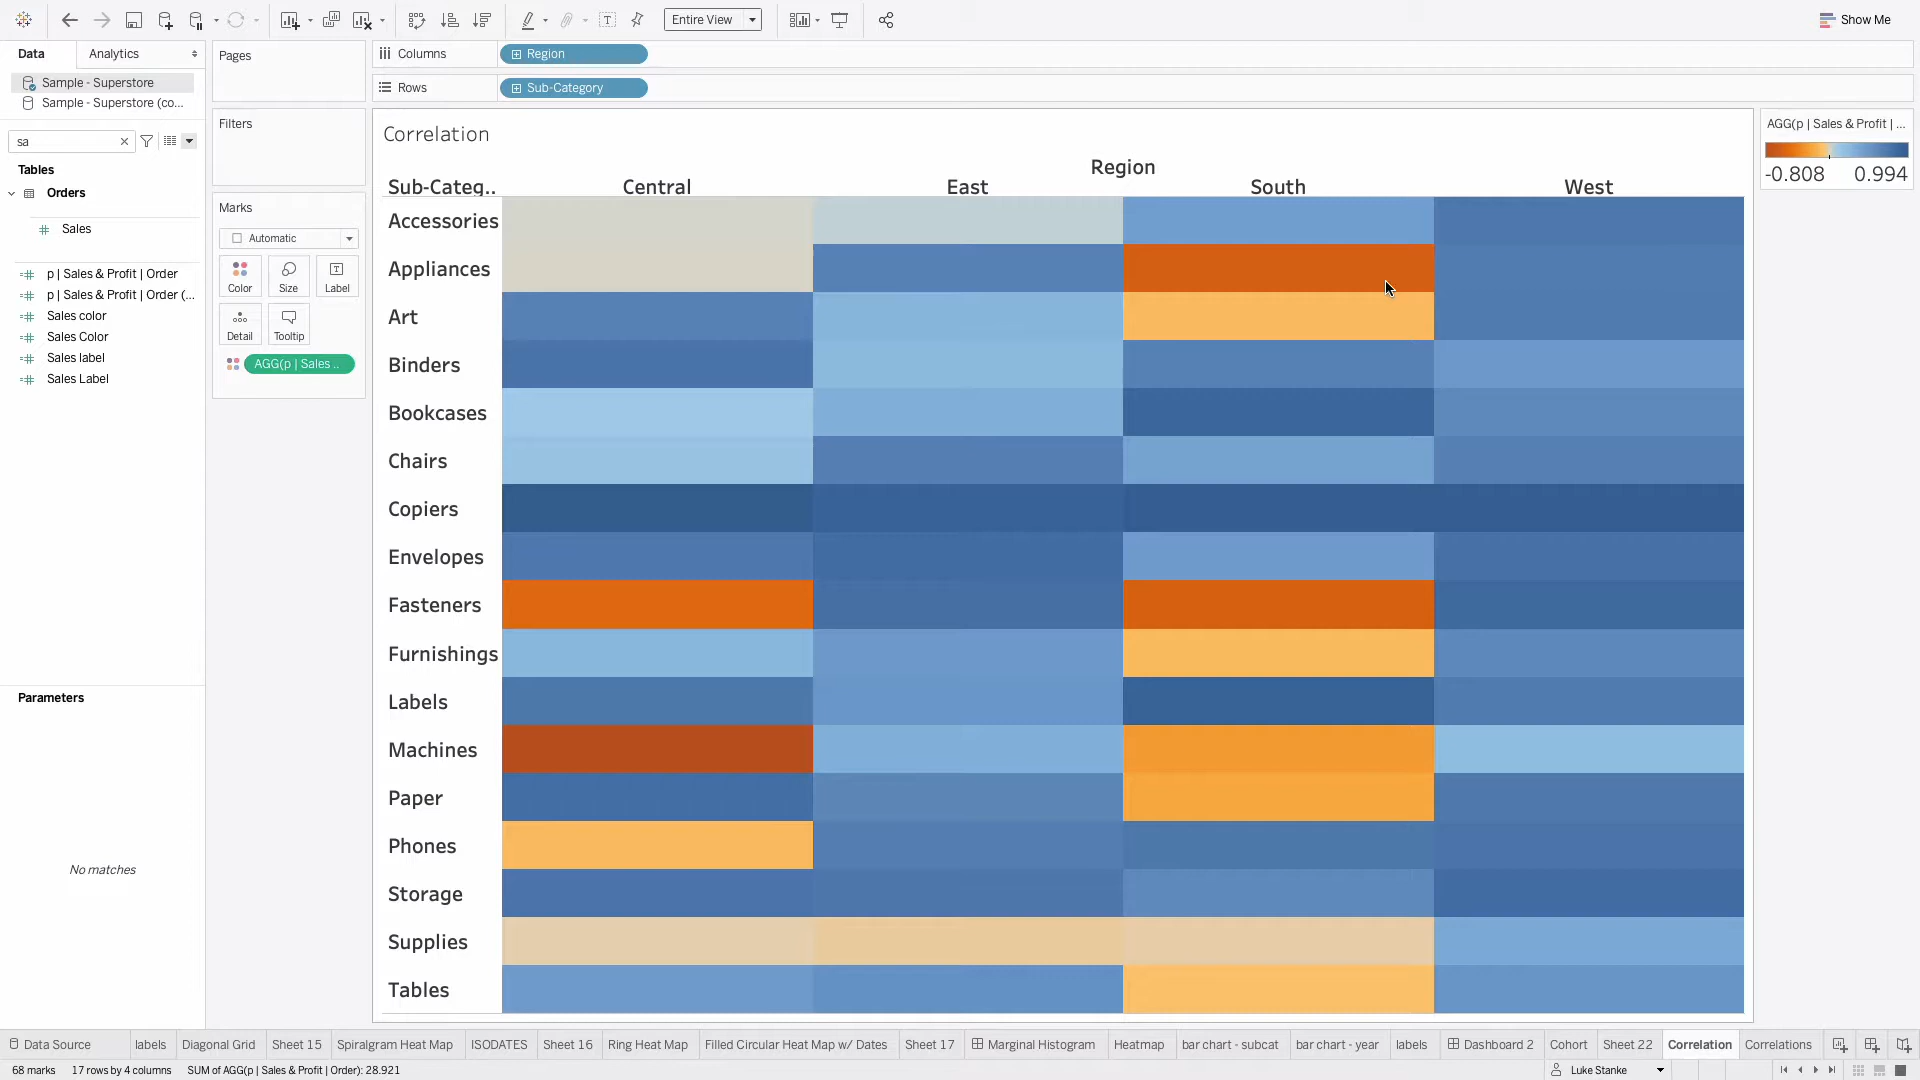 Entire View
Show Me
Data
Analytics
Pages
Columns
Region
Rows
Sub-Category
Sample - Superstore
Sample - Superstore (co...
Filters
sa
Tables
Orders
Sales
p | Sales & Profit | Order
p | Sales & Profit | Order (...
Sales color
Sales Color
Sales label
Sales Label
Marks
Automatic
Color
Size
Label
Detail
Tooltip
AGG(p | Sales ..
Parameters
No matches
Correlation
Region
Sub-Categ..
Central
East
South
West
Accessories
Appliances
Art
Binders
Bookcases
Chairs
Copiers
Envelopes
Fasteners
Furnishings
Labels
Machines
Paper
Phones
Storage
Supplies
Tables
AGG(p | Sales & Profit | ...
-0.808
0.994
Data Source
labels
Diagonal Grid
Sheet 15
Spiralgram Heat Map
ISODATES
Sheet 16
Ring Heat Map
Filled Circular Heat Map w/ Dates
Sheet 17
Marginal Histogram
Heatmap
bar chart - subcat
bar chart - year
labels
Dashboard 2
Cohort
Sheet 22
Correlation
Correlations
68 marks
17 rows by 4 columns
SUM of AGG(p | Sales & Profit | Order): 28.921
Luke Stanke